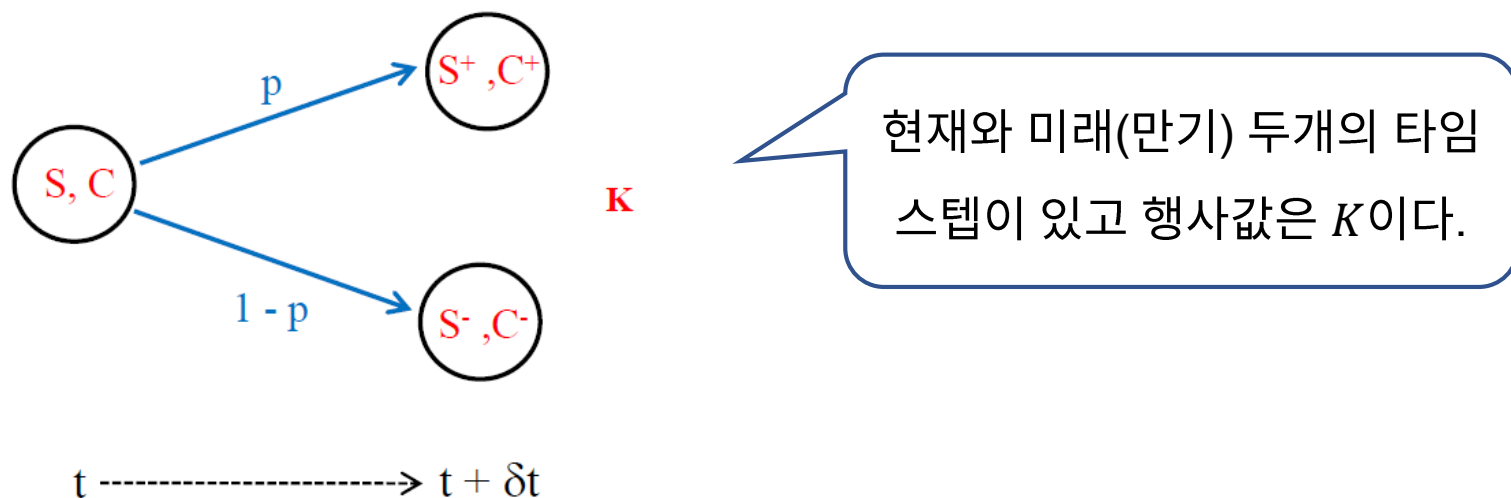 S⁺ ,C⁺
p
현재와 미래(만기) 두개의 타임
스텝이 있고 행사값은 K이다.
S, C
K
1 - p
S⁻ ,C⁻
t
t + δt